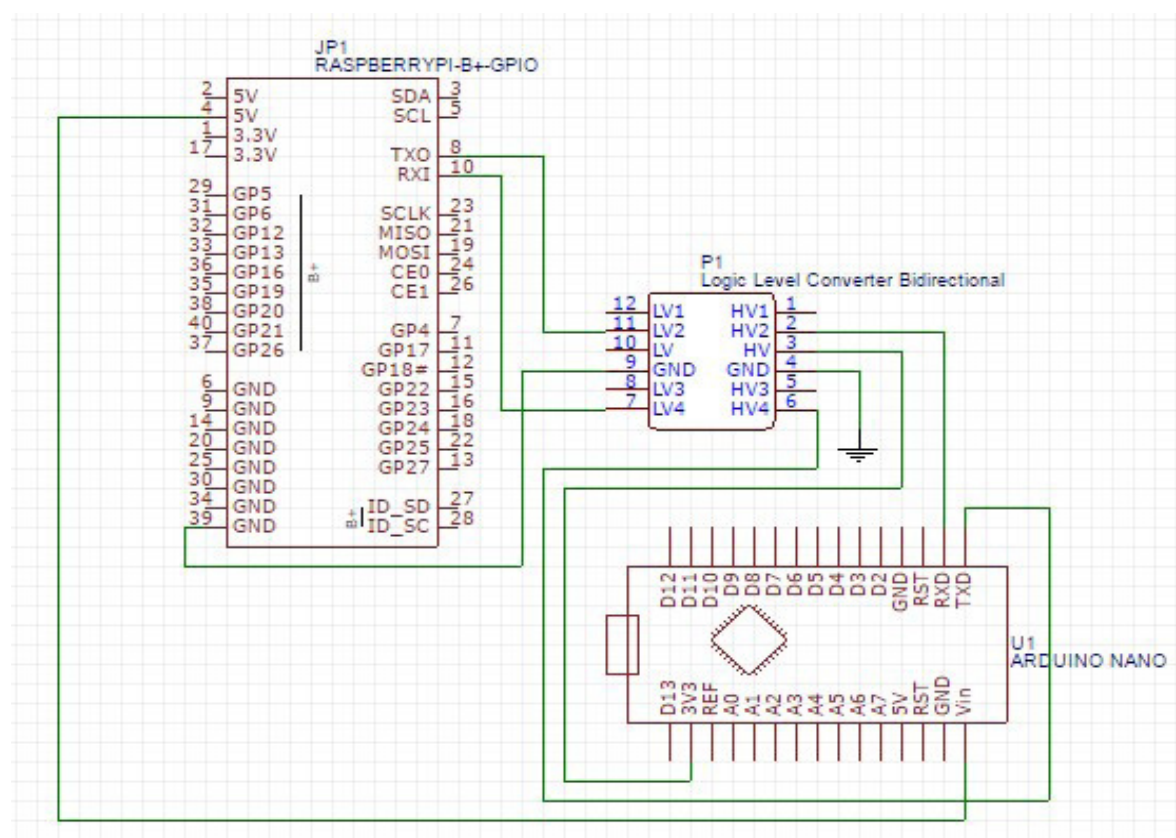 JP1
RASPBERRYPI-B+-GPIO
2 5V SDA 3
4 5V SCL 5
1 3.3V
17 3.3V TXO 8
RXI 10
29 GP5
31 GP6 SCLK 23
32 GP12 MISO 21
33 GP13 MOSI 19
36 GP16 CE0 24
35 GP19 CE1 26
38 GP20
40 GP21 GP4 7
37 GP26 GP17 11
GP18# 12
6 GND GP22 15
9 GND GP23 16
14 GND GP24 18
20 GND GP25 22
25 GND GP27 13
30 GND
34 GND ID_SD 27
39 GND ID_SC 28
B+
B+
P1
Logic Level Converter Bidirectional
12 LV1 HV1 1
11 LV2 HV2 2
10 LV HV 3
9 GND GND 4
8 LV3 HV3 5
7 LV4 HV4 6
D12 D11 D10 D9 D8 D7 D6 D5 D4 D3 D2 GND RST RXD TXD
U1
ARDUINO NANO
D13 3V3 REF A0 A1 A2 A3 A4 A5 A6 A7 5V RST GND Vin